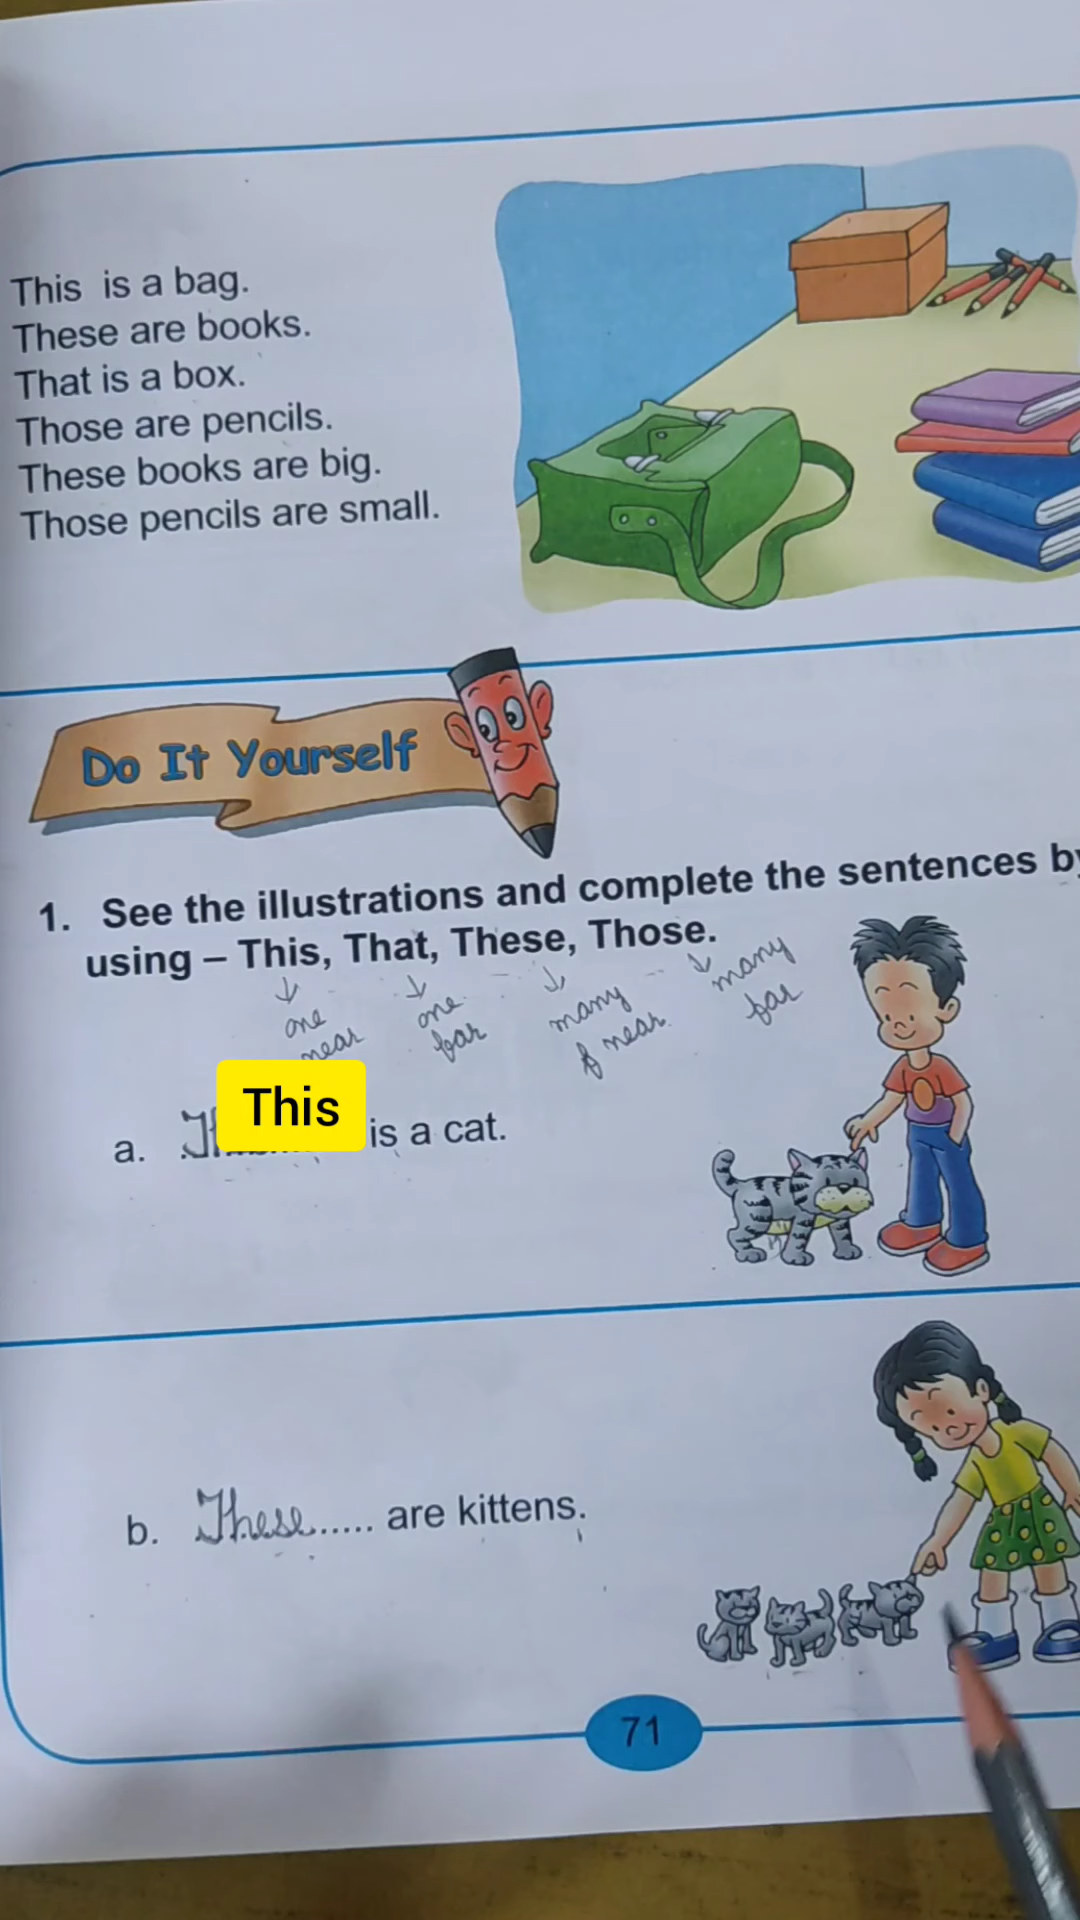 This is a bag.
These are books.
That is a box.
Those are pencils.
These books are big.
Those pencils are small.
Do It Yourself
1. See the illustrations and complete the sentences by
using – This, That, These, Those.
one near
one far
many & near
many far
a. This is a cat.
b. These...... are kittens.
71